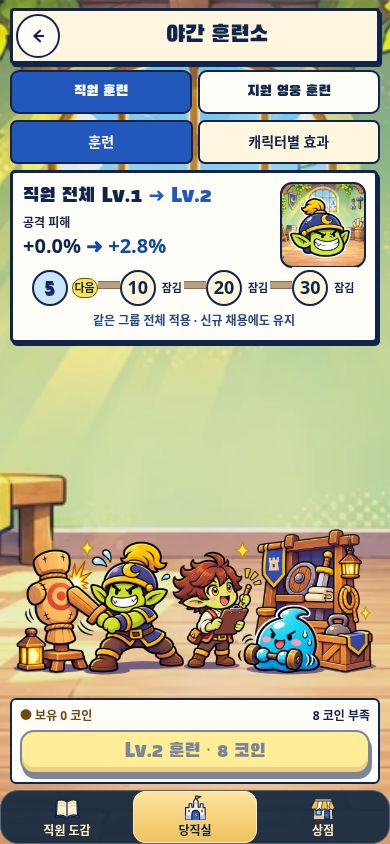 야간 훈련소
직원 훈련
지원 영웅 훈련
훈련
캐릭터별 효과
직원 전체 Lv.1 → Lv.2
공격 피해
+0.0% → +2.8%
5 다음 10 잠김 20 잠김 30 잠김
같은 그룹 전체 적용 · 신규 채용에도 유지
보유 0 코인
8 코인 부족
Lv.2 훈련 · 8 코인
직원 도감
당직실
상점